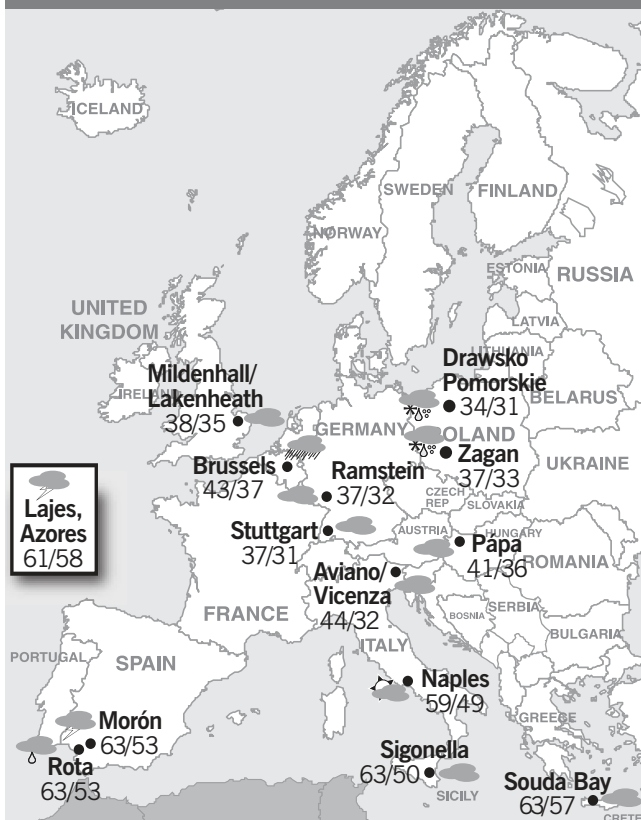 ICELAND
SWEDEN
FINLAND
NORWAY
ESTONIA
RUSSIA
LATVIA
LITHUANIA
UNITED
KINGDOM
IRELAND
Mildenhall/
Lakenheath
38/35
Drawsko
Pomorskie
34/31
BELARUS
GERMANY
POLAND
Zagan
37/33
Brussels
43/37
Ramstein
37/32
UKRAINE
CZECH
REP
SLOVAKIA
Lajes,
Azores
61/58
Stuttgart
37/31
AUSTRIA
HUNGARY
Pápa
41/36
ROMANIA
Aviano/
Vicenza
44/32
FRANCE
BOSNIA
SERBIA
BULGARIA
ITALY
PORTUGAL
SPAIN
Naples
59/49
GREECE
Morón
63/53
Rota
63/53
Sigonella
63/50
SICILY
Souda Bay
63/57
CRETE